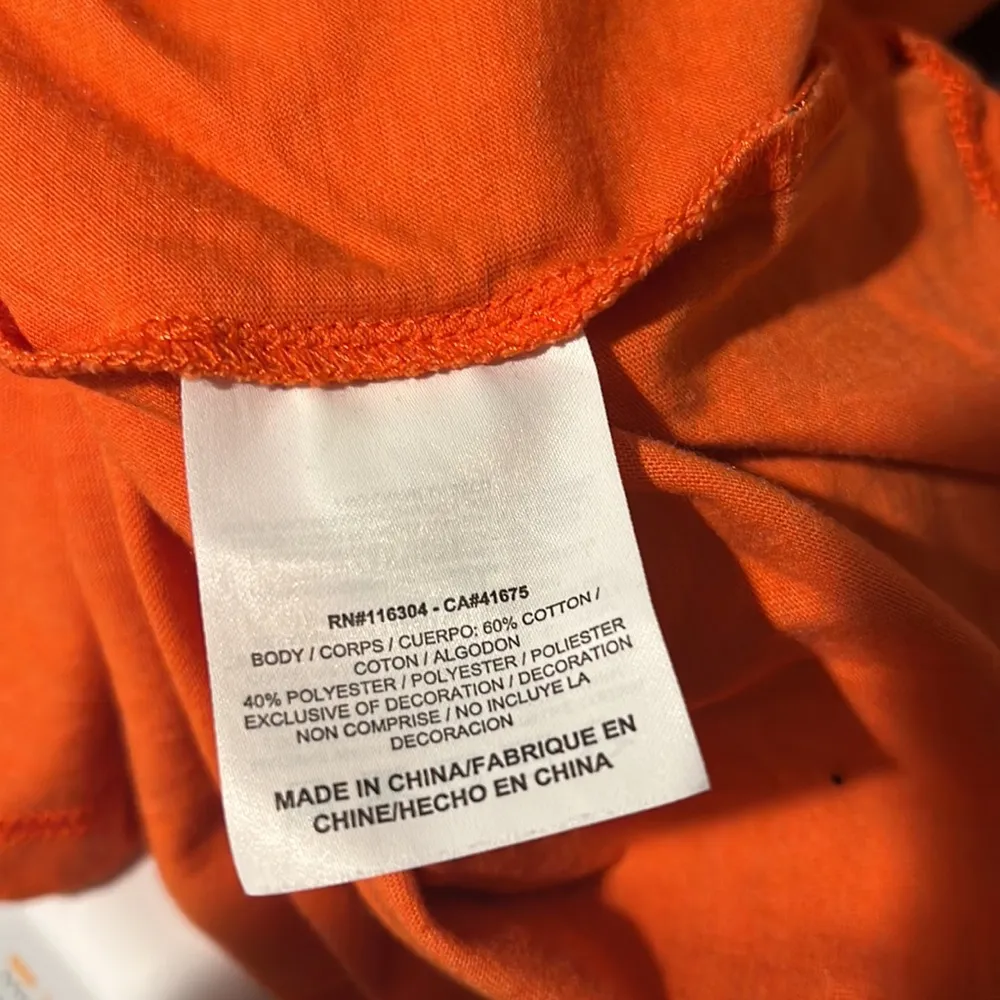 RN#116304 - CA#41675
BODY / CORPS / CUERPO: 60% COTTON /
COTON / ALGODON
40% POLYESTER / POLYESTER / POLIESTER
EXCLUSIVE OF DECORATION / DECORATION
NON COMPRISE / NO INCLUYE LA
DECORACION
MADE IN CHINA/FABRIQUE EN
CHINE/HECHO EN CHINA